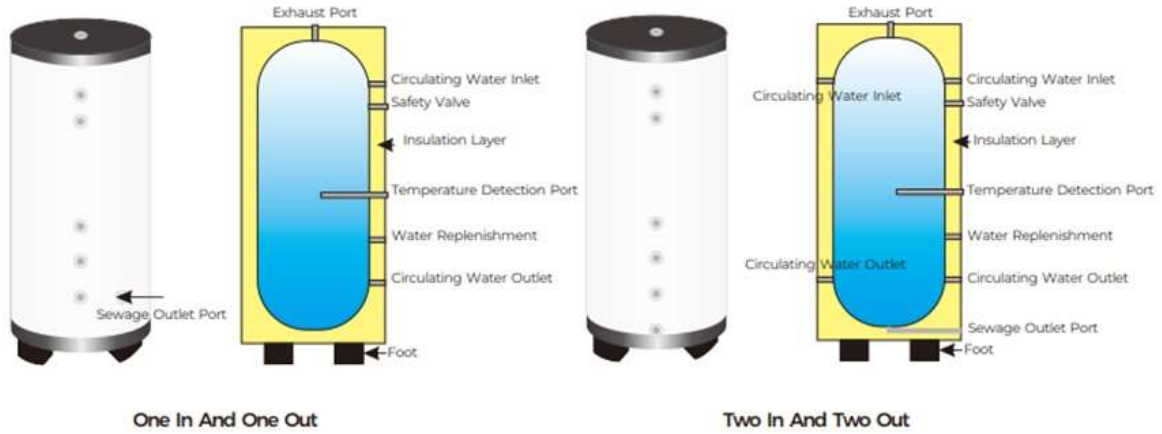 Exhaust Port
Circulating Water Inlet
Safety Valve
Insulation Layer
Temperature Detection Port
Water Replenishment
Circulating Water Outlet
Sewage Outlet Port
Foot
One In And One Out
Exhaust Port
Circulating Water Inlet
Circulating Water Inlet
Safety Valve
Insulation Layer
Temperature Detection Port
Water Replenishment
Circulating Water Outlet
Circulating Water Outlet
Sewage Outlet Port
Foot
Two In And Two Out